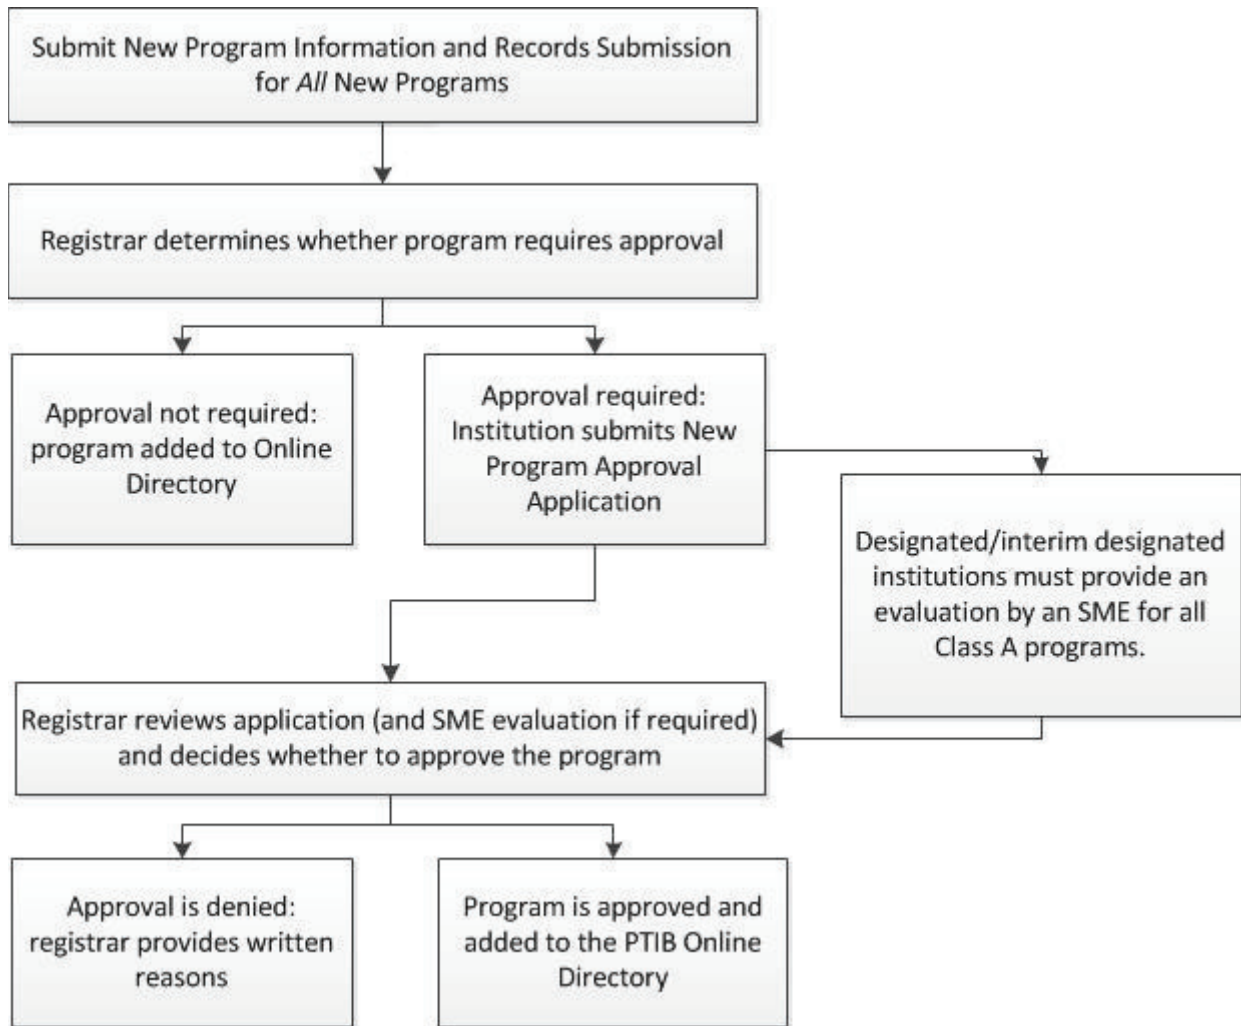 Submit New Program Information and Records Submission
for All New Programs
Registrar determines whether program requires approval
Approval not required:
program added to Online
Directory
Approval required:
Institution submits New
Program Approval
Application
Designated/interim designated
institutions must provide an
evaluation by an SME for all
Class A programs.
Registrar reviews application (and SME evaluation if required)
and decides whether to approve the program
Approval is denied:
registrar provides written
reasons
Program is approved and
added to the PTIB Online
Directory